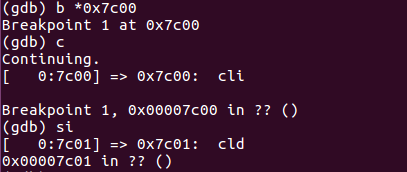 (gdb) b *0x7c00
Breakpoint 1 at 0x7c00
(gdb) c
Continuing.
[   0:7c00] => 0x7c00:  cli
Breakpoint 1, 0x00007c00 in ?? ()
(gdb) si
[   0:7c01] => 0x7c01:  cld
0x00007c01 in ?? ()